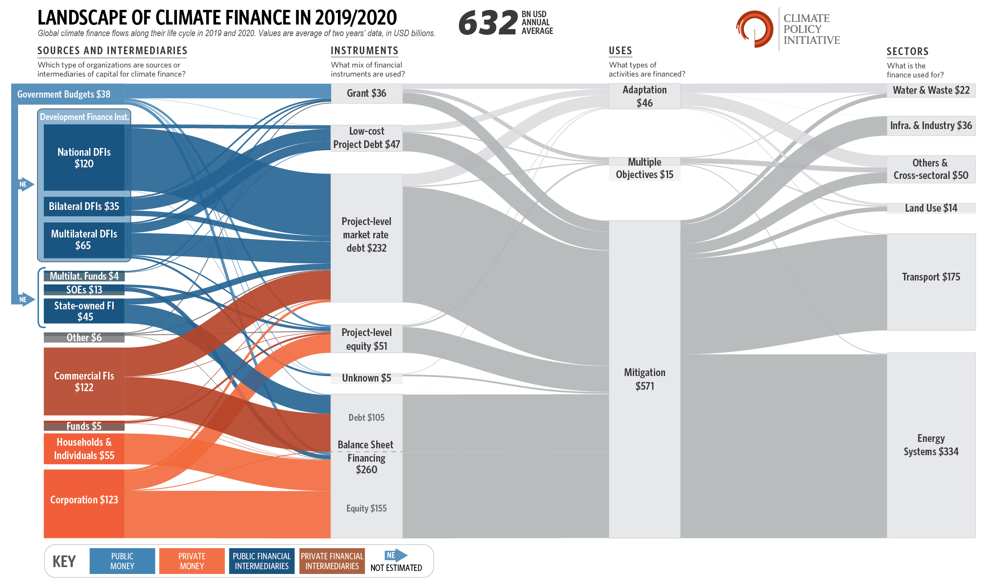 LANDSCAPE OF CLIMATE FINANCE IN 2019/2020
Global climate finance flows along their life cycle in 2019 and 2020. Values are average of two years' data, in USD billions.
632
BN USD
ANNUAL
AVERAGE
CLIMATE
POLICY
INITIATIVE
SOURCES AND INTERMEDIARIES
Which type of organizations are sources or
intermediaries of capital for climate finance?
Government Budgets $38
Development Finance Inst.
National DFIs
$120
NE
Bilateral DFIs $35
Multilateral DFIs
$65
Multilat. Funds $4
SOEs $13
NE
State-owned FI
$45
Other $6
Commercial FIs
$122
Funds $5
Households &
Individuals $55
Corporation $123
INSTRUMENTS
What mix of financial
instruments are used?
Grant $36
Low-cost
Project Debt $47
Project-level
market rate
debt $232
Project-level
equity $51
Unknown $5
Debt $105
Balance Sheet
Financing
$260
Equity $155
USES
What types of
activities are financed?
Adaptation
$46
Multiple
Objectives $15
Mitigation
$571
SECTORS
What is the
finance used for?
Water & Waste $22
Infra. & Industry $36
Others &
Cross-sectoral $50
Land Use $14
Transport $175
Energy
Systems $334
KEY
PUBLIC
MONEY
PRIVATE
MONEY
PUBLIC FINANCIAL
INTERMEDIARIES
PRIVATE FINANCIAL
INTERMEDIARIES
NE
NOT ESTIMATED